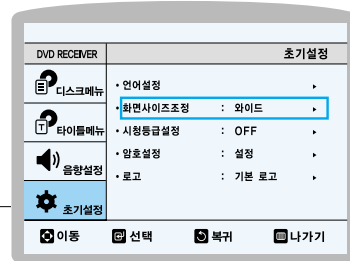 DVD RECEIVER 초기설정
디스크메뉴
타이틀메뉴
음향설정
초기설정
• 언어설정 ▸
• 화면사이즈조정 : 와이드 ▸
• 시청등급설정 : OFF ▸
• 암호설정 : 설정 ▸
• 로고 : 기본 로고 ▸
이동 선택 복귀 나가기